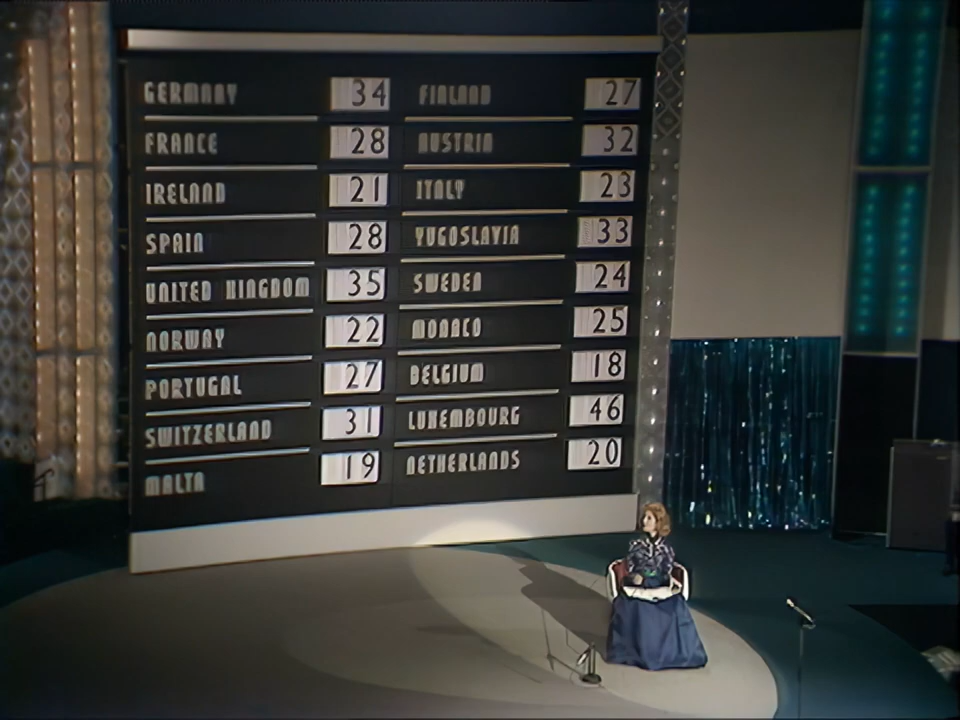 GERMANY 34 FINLAND 27
FRANCE 28 AUSTRIA 32
IRELAND 21 ITALY 23
SPAIN 28 YUGOSLAVIA 33
UNITED KINGDOM 35 SWEDEN 24
NORWAY 22 MONACO 25
PORTUGAL 27 BELGIUM 18
SWITZERLAND 31 LUXEMBOURG 46
MALTA 19 NETHERLANDS 20